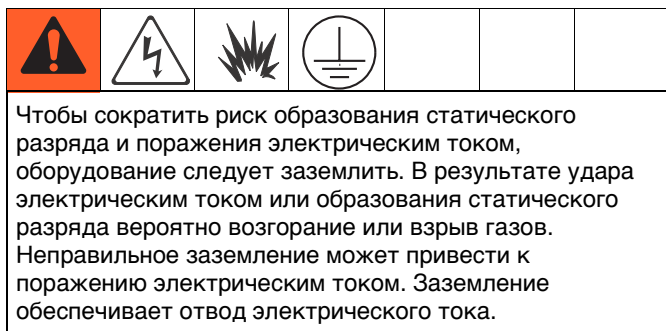 Чтобы сократить риск образования статического
разряда и поражения электрическим током,
оборудование следует заземлить. В результате удара
электрическим током или образования статического
разряда вероятно возгорание или взрыв газов.
Неправильное заземление может привести к
поражению электрическим током. Заземление
обеспечивает отвод электрического тока.